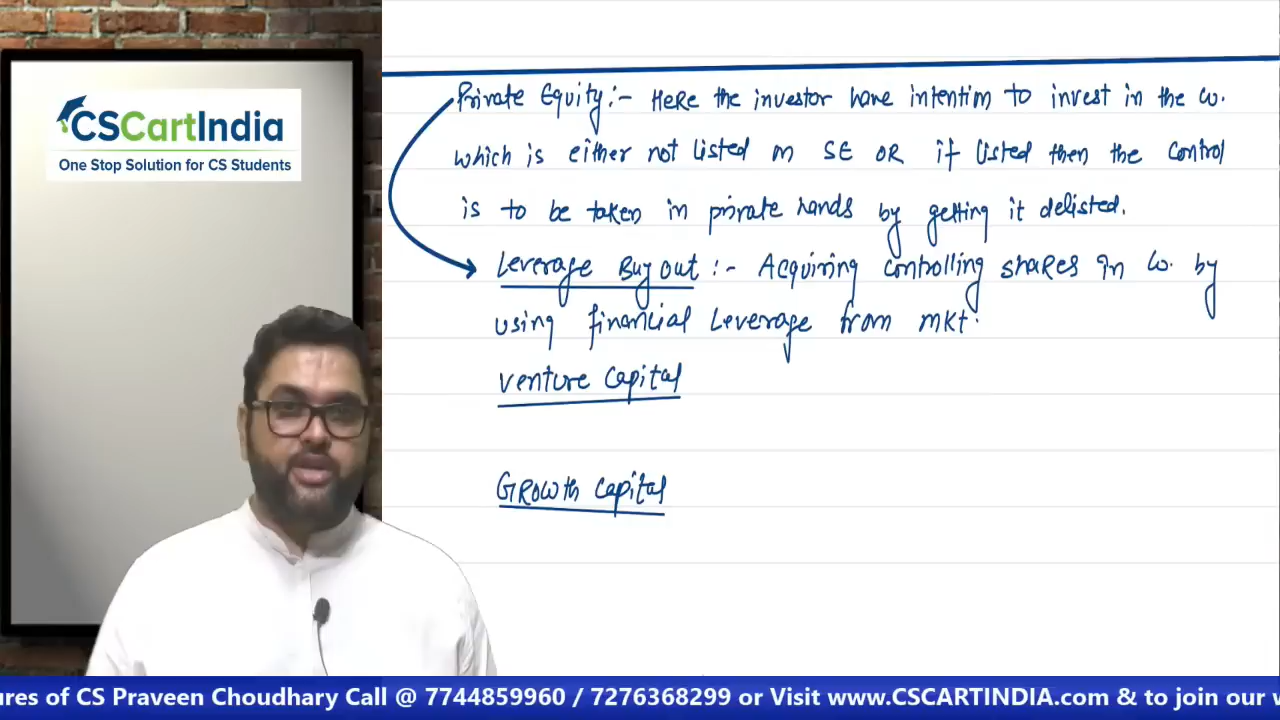 CSCartIndia
One Stop Solution for CS Students
Private Equity:- Here the investor have intention to invest in the co.
which is either not listed on SE OR if listed then the control
is to be taken in private hands by getting it delisted.
Leverage Buy out :- Acquiring controlling shares in co. by
using financial Leverage from mkt.
Venture Capital
Growth Capital
ures of CS Praveen Choudhary Call @ 7744859960 / 7276368299 or Visit www.CSCARTINDIA.com & to join our w